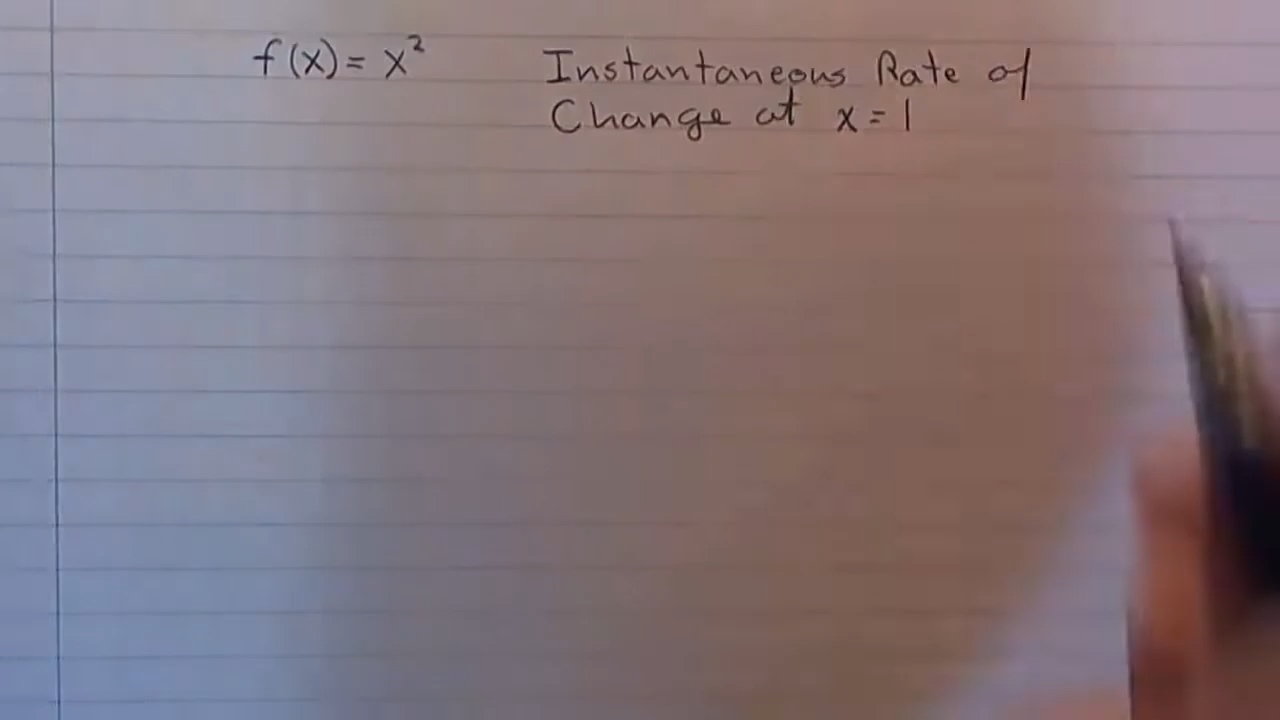 f(x) = x² Instantaneous Rate of
Change at x = 1